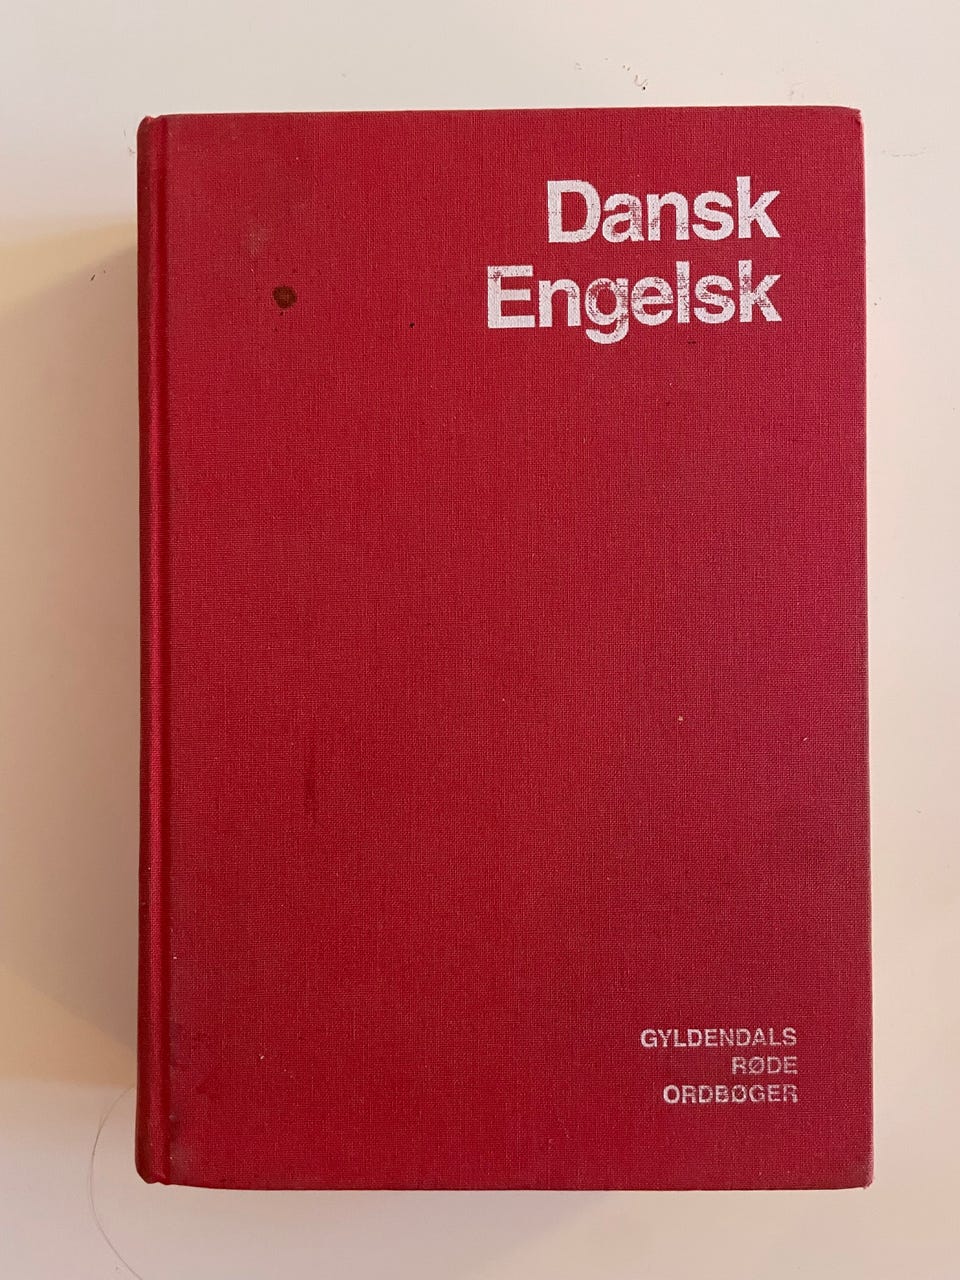 Dansk
Engelsk
GYLDENDALS
RØDE
ORDBØGER